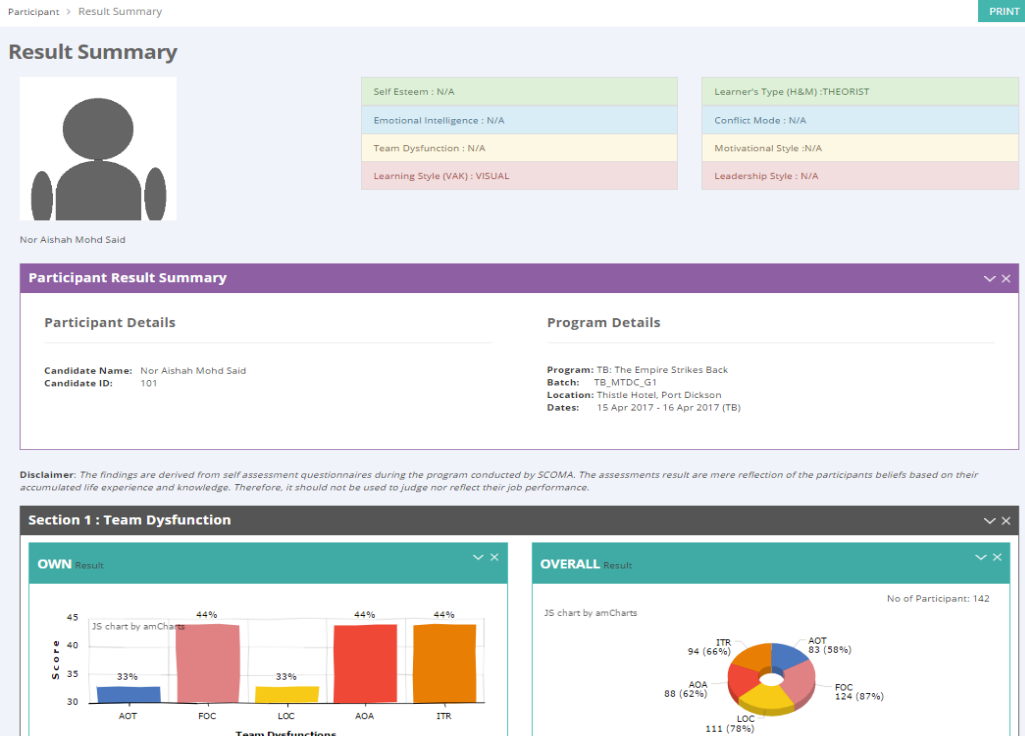 Participant > Result Summary
PRINT
Result Summary
Self Esteem : N/A
Emotional Intelligence : N/A
Team Dysfunction : N/A
Learning Style (VAK) : VISUAL
Learner's Type (H&M) :THEORIST
Conflict Mode : N/A
Motivational Style :N/A
Leadership Style : N/A
Nor Aishah Mohd Said
Participant Result Summary
Participant Details
Candidate Name: Nor Aishah Mohd Said
Candidate ID: 101
Program Details
Program: TB: The Empire Strikes Back
Batch: TB_MTDC_G1
Location: Thistle Hotel, Port Dickson
Dates: 15 Apr 2017 - 16 Apr 2017 (TB)
Disclaimer: The findings are derived from self assessment questionnaires during the program conducted by SCOMA. The assessments result are mere reflection of the participants beliefs based on their
accumulated life experience and knowledge. Therefore, it should not be used to judge nor reflect their job performance.
Section 1 : Team Dysfunction
OWN Result
JS chart by amCharts
Score
45
40
35
30
33%
44%
33%
44%
44%
AOT
FOC
LOC
AOA
ITR
Team Dysfunctions
OVERALL Result
No of Participant: 142
JS chart by amCharts
ITR
94 (66%)
AOT
83 (58%)
AOA
88 (62%)
FOC
124 (87%)
LOC
111 (78%)